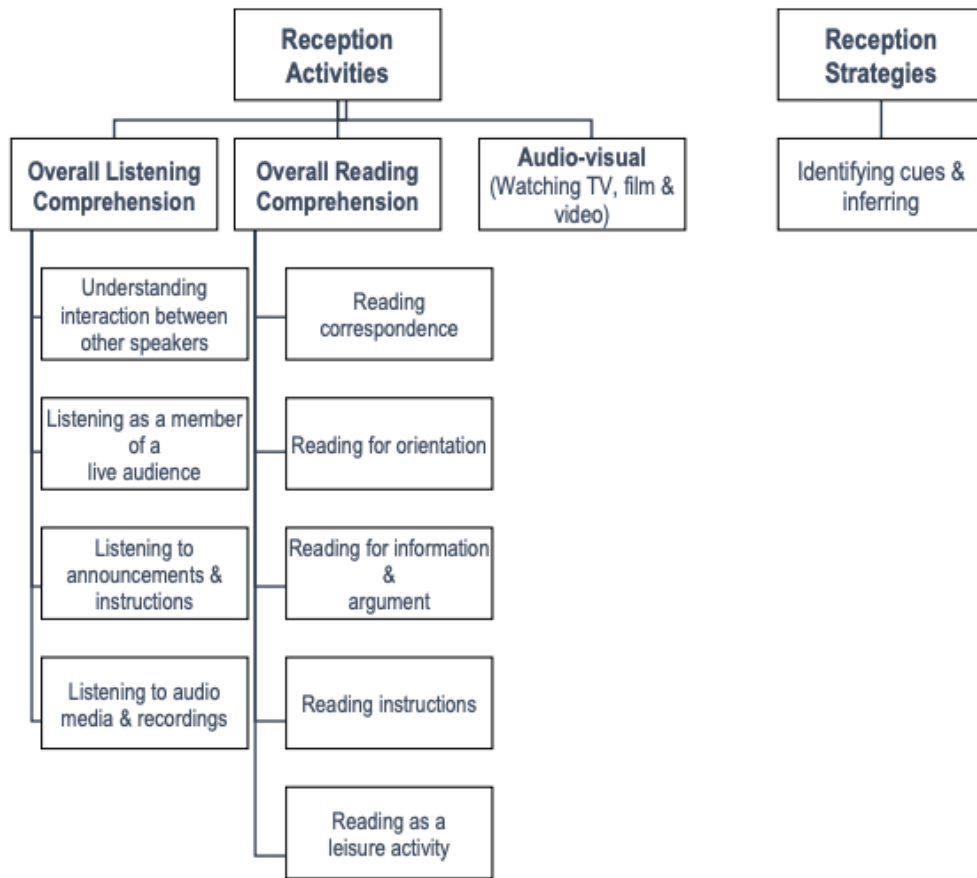 Reception
Activities
Reception
Strategies
Overall Listening
Comprehension
Overall Reading
Comprehension
Audio-visual
(Watching TV, film &
video)
Identifying cues &
inferring
Understanding
interaction between
other speakers
Reading
correspondence
Listening as a member
of a
live audience
Reading for orientation
Listening to
announcements &
instructions
Reading for information
&
argument
Listening to audio
media & recordings
Reading instructions
Reading as a
leisure activity